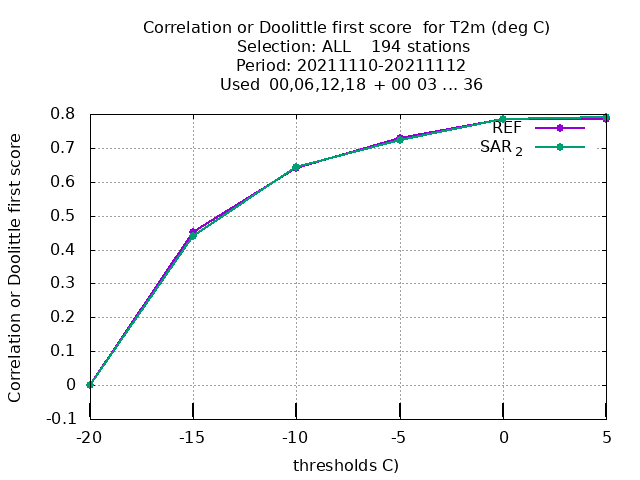 Correlation or Doolittle first score  for T2m (deg C)
Selection: ALL    194 stations
Period: 20211110-20211112
Used  00,06,12,18  + 00 03 ... 36
Correlation or Doolittle first score
0.8
0.7
0.6
0.5
0.4
0.3
0.2
0.1
0
-0.1
REF
SAR 2
-20 -15 -10 -5 0 5
thresholds C)